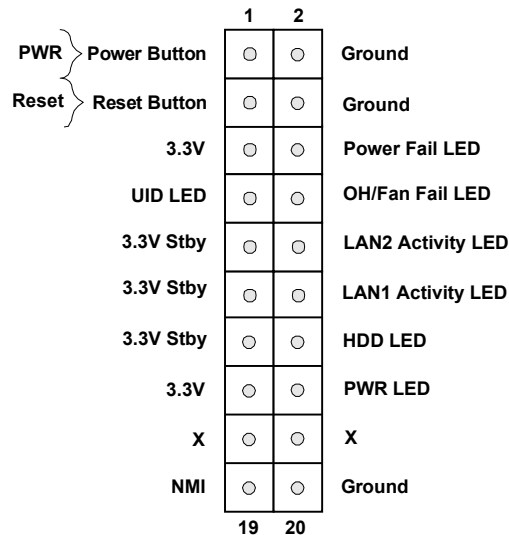 1 2
PWR Power Button Ground
Reset Reset Button Ground
3.3V Power Fail LED
UID LED OH/Fan Fail LED
3.3V Stby LAN2 Activity LED
3.3V Stby LAN1 Activity LED
3.3V Stby HDD LED
3.3V PWR LED
X X
NMI Ground
19 20